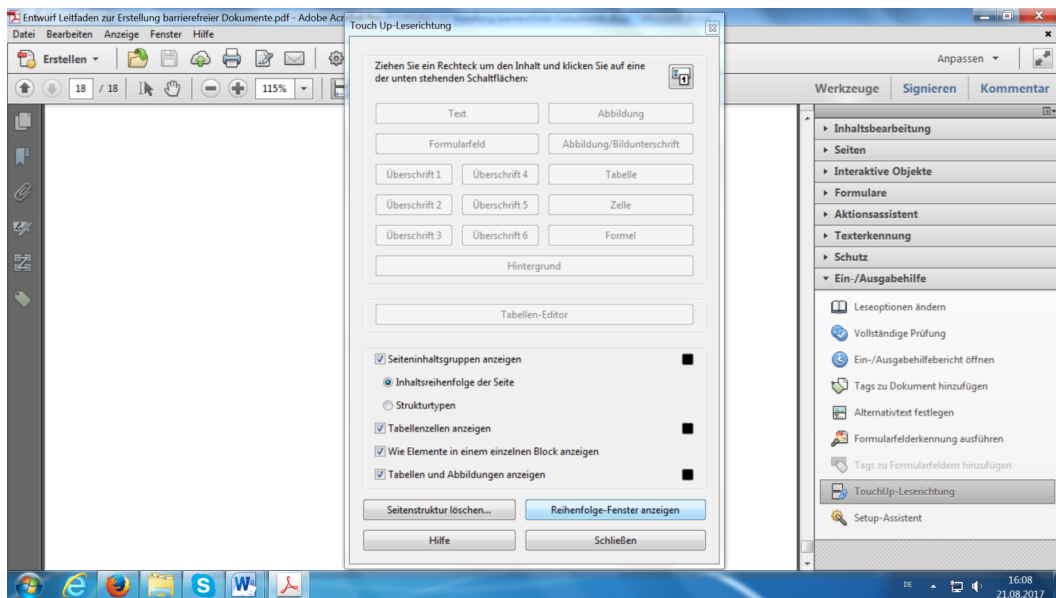 Entwurf Leitfaden zur Erstellung barrierefreier Dokumente.pdf - Adobe Acr
Touch Up-Leserichtung
Datei Bearbeiten Anzeige Fenster Hilfe
Erstellen
Anpassen
18 / 18
115%
Werkzeuge Signieren Kommentar
Ziehen Sie ein Rechteck um den Inhalt und klicken Sie auf eine
der unten stehenden Schaltflächen:
Text Abbildung
Formularfeld Abbildung/Bildunterschrift
Überschrift 1 Überschrift 4 Tabelle
Überschrift 2 Überschrift 5 Zelle
Überschrift 3 Überschrift 6 Formel
Hintergrund
Tabellen-Editor
Seiteninhaltsgruppen anzeigen
Inhaltsreihenfolge der Seite
Strukturtypen
Tabellenzellen anzeigen
Wie Elemente in einem einzelnen Block anzeigen
Tabellen und Abbildungen anzeigen
Seitenstruktur löschen... Reihenfolge-Fenster anzeigen
Hilfe Schließen
Inhaltsbearbeitung
Seiten
Interaktive Objekte
Formulare
Aktionsassistent
Texterkennung
Schutz
Ein-/Ausgabehilfe
Leseoptionen ändern
Vollständige Prüfung
Ein-/Ausgabehilfebericht öffnen
Tags zu Dokument hinzufügen
Alternativtext festlegen
Formularfelderkennung ausführen
Tags zu Formularfeldern hinzufügen
TouchUp-Leserichtung
Setup-Assistent
DE
16:08
21.08.2017